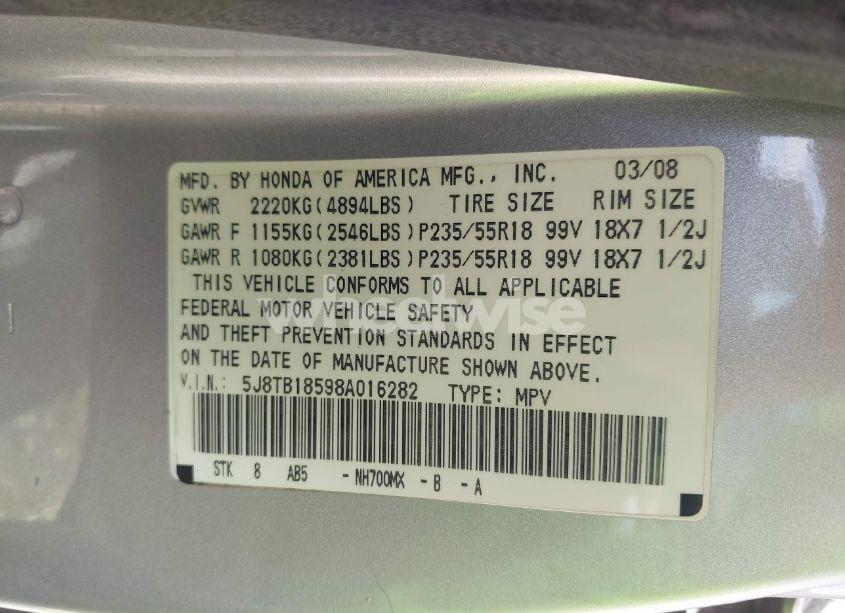 MFD. BY HONDA OF AMERICA MFG., INC. 03/08
GVWR 2220KG(4894LBS) TIRE SIZE RIM SIZE
GAWR F 1155KG(2546LBS)P235/55R18 99V 18X7 1/2J
GAWR R 1080KG(2381LBS)P235/55R18 99V 18X7 1/2J
THIS VEHICLE CONFORMS TO ALL APPLICABLE
FEDERAL MOTOR VEHICLE SAFETY
AND THEFT PREVENTION STANDARDS IN EFFECT
ON THE DATE OF MANUFACTURE SHOWN ABOVE.
V.I.N.: 5J8TB18598A016282 TYPE: MPV
STK 8 AB5 - NH700MX - B - A
wheelwise